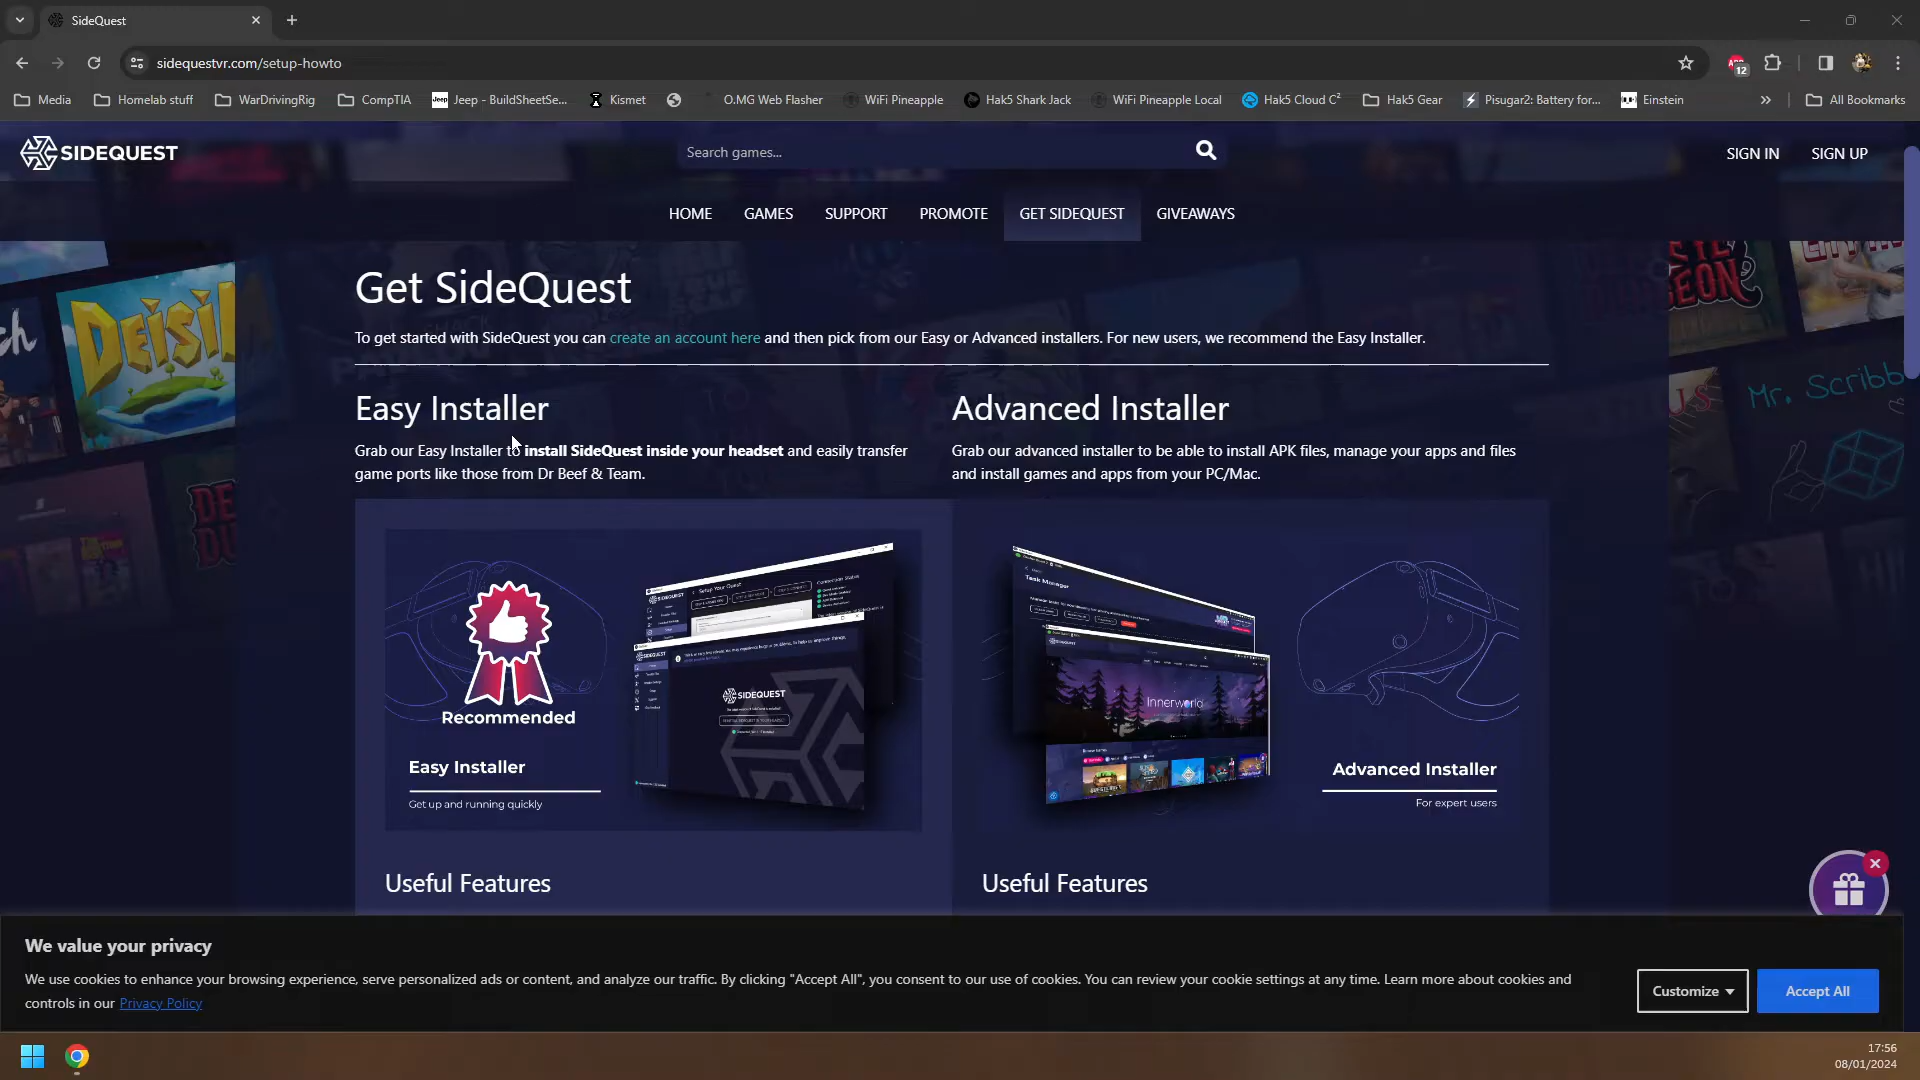 SideQuest
sidequestvr.com/setup-howto
12
Media
Homelab stuff
WarDrivingRig
CompTIA
Jeep - BuildSheetSe...
Kismet
O.MG Web Flasher
WiFi Pineapple
Hak5 Shark Jack
WiFi Pineapple Local
Hak5 Cloud C²
Hak5 Gear
Pisugar2: Battery for...
Einstein
All Bookmarks
SIDEQUEST
Search games...
SIGN IN
SIGN UP
HOME
GAMES
SUPPORT
PROMOTE
GET SIDEQUEST
GIVEAWAYS
Get SideQuest
To get started with SideQuest you can create an account here and then pick from our Easy or Advanced installers. For new users, we recommend the Easy Installer.
Easy Installer
Grab our Easy Installer to install SideQuest inside your headset and easily transfer
game ports like those from Dr Beef & Team.
Advanced Installer
Grab our advanced installer to be able to install APK files, manage your apps and files
and install games and apps from your PC/Mac.
Mr. Scribb
Recommended
Easy Installer
Get up and running quickly
SIDEQUEST
Setup Your Quest
Task Manager
Innerworld
Advanced Installer
For expert users
Useful Features
Useful Features
We value your privacy
We use cookies to enhance your browsing experience, serve personalized ads or content, and analyze our traffic. By clicking "Accept All", you consent to our use of cookies. You can review your cookie settings at any time. Learn more about cookies and
controls in our Privacy Policy
Customize
Accept All
17:56
08/01/2024